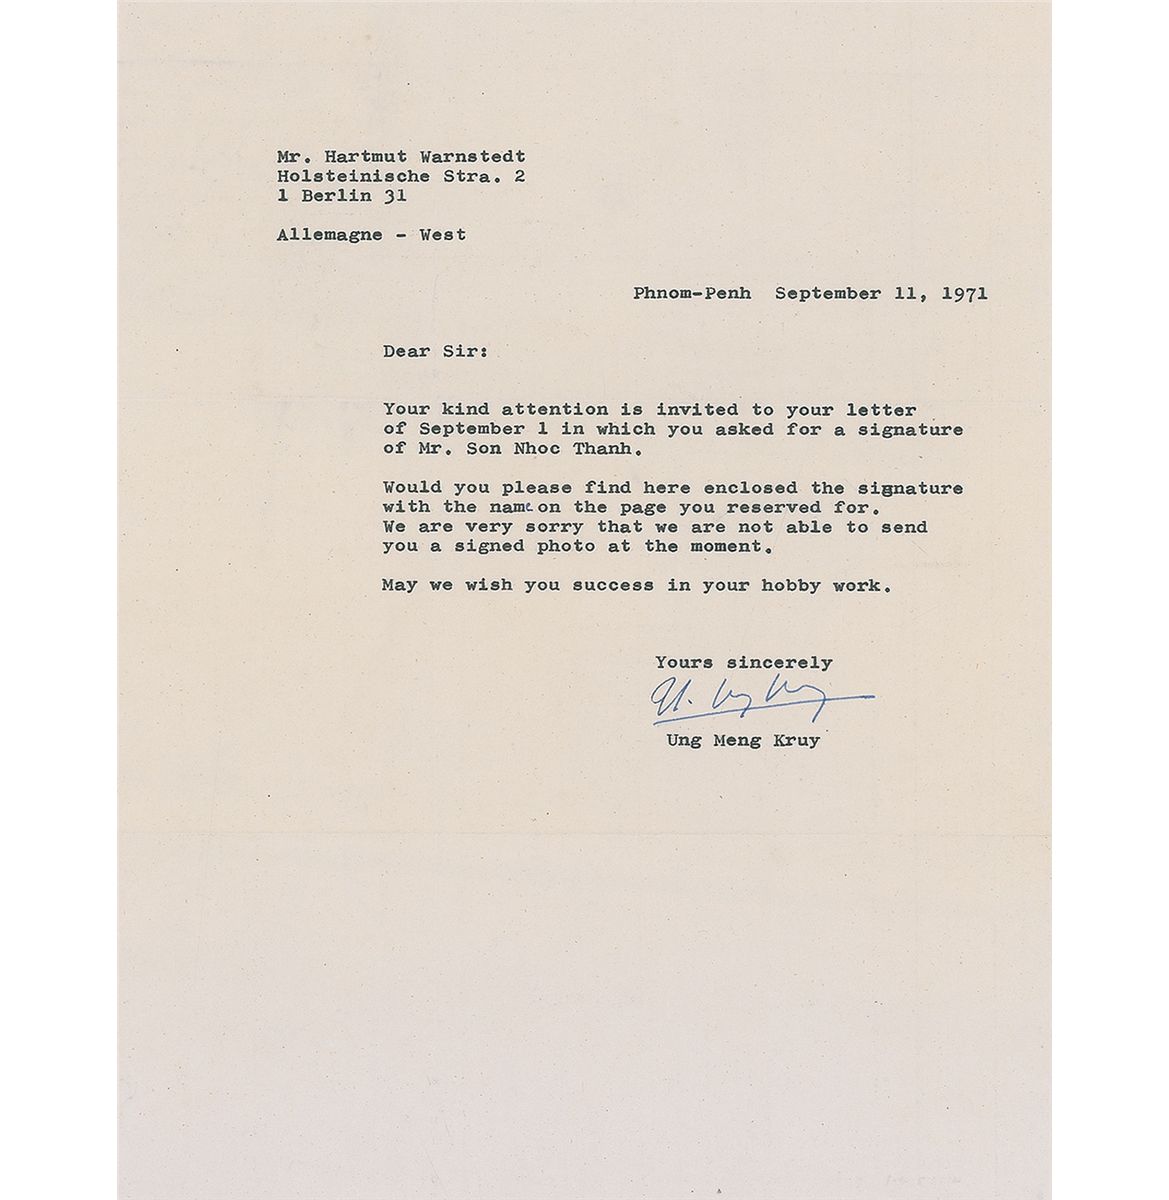 Mr. Hartmut Warnstedt
Holsteinische Stra. 2
1 Berlin 31
Allemagne - West
Phnom-Penh September 11, 1971
Dear Sir:
Your kind attention is invited to your letter
of September 1 in which you asked for a signature
of Mr. Son Nhoc Thanh.
Would you please find here enclosed the signature
with the name on the page you reserved for.
We are very sorry that we are not able to send
you a signed photo at the moment.
May we wish you success in your hobby work.
Yours sincerely
Ung Meng Kruy